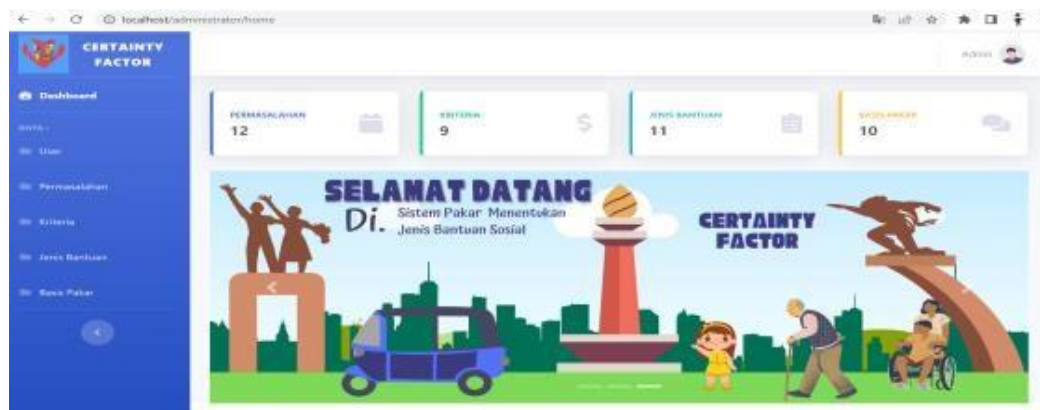 localhost/administrator/home
CERTAINTY
FACTOR
Admin
Dashboard
DATA
User
Permasalahan
Kriteria
Jenis Bantuan
Basis Pakar
PERMASALAHAN
12
KRITERIA
9
JENIS BANTUAN
11
BASIS PAKAR
10
SELAMAT DATANG
Di. Sistem Pakar Menentukan
Jenis Bantuan Sosial
CERTAINTY
FACTOR